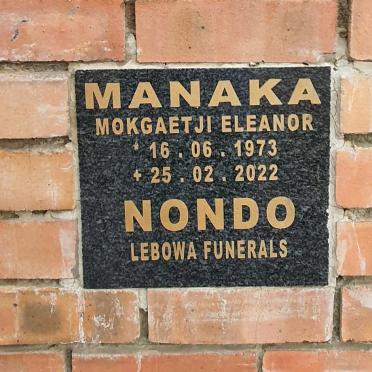 MANAKA
MOKGAETJI ELEANOR
* 16 . 06 . 1973
+ 25 . 02 . 2022
NONDO
LEBOWA FUNERALS